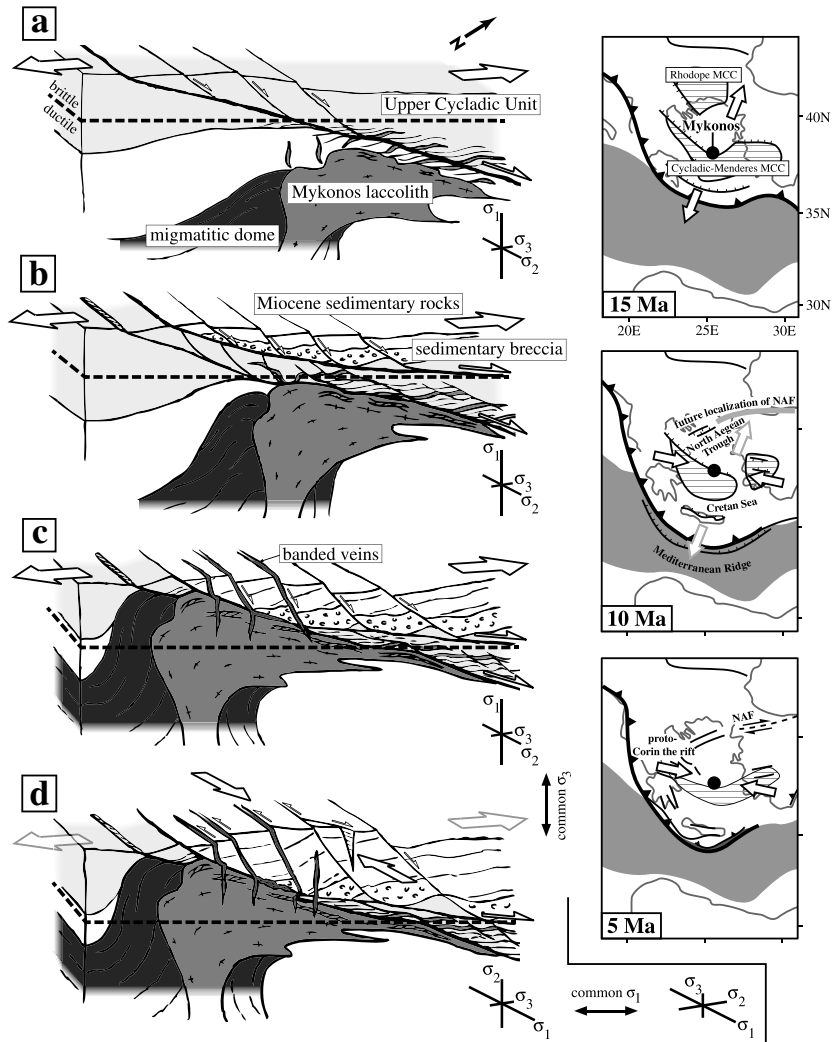 a
N
brittle
ductile
Upper Cycladic Unit
Mykonos laccolith
migmatitic dome
σ1
σ3
σ2
b
Miocene sedimentary rocks
sedimentary breccia
σ1
σ3
σ2
c
banded veins
σ1
σ3
σ2
d
common σ3
σ2
σ3
σ1
common σ1
σ3
σ2
σ1
Rhodope MCC
Mykonos
Cycladic-Menderes MCC
40N
35N
30N
15 Ma
20E
25E
30E
future localization of NAF
North Aegean
Trough
Cretan Sea
Mediterranean Ridge
10 Ma
NAF
proto-
Corin the rift
5 Ma